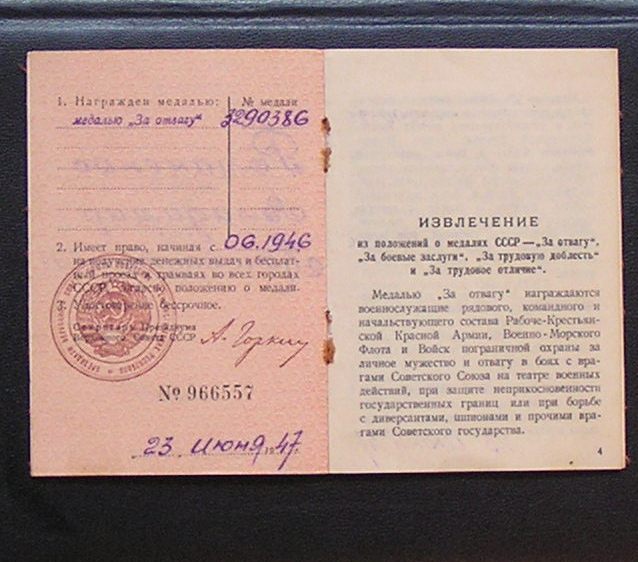 1. Награжден медалью: № медали
медалью „За отвагу“ 3290386
2. Имеет право, начиная с 06.1946
на получение денежных выдач и бесплат-
ный проезд в трамваях во всех городах
СССР согласно положению о медали.
3. Удостоверение бессрочное.
Секретарь Президиума
Верховного Совета СССР А. Горкин
№ 966557
23 июня 1947 г.
ИЗВЛЕЧЕНИЕ
из положений о медалях СССР — „За отвагу“,
„За боевые заслуги“, „За трудовую доблесть“
и „За трудовое отличие“.
Медалью „За отвагу“ награждаются
военнослужащие рядового, командного и
начальствующего состава Рабоче-Крестьян-
ской Красной Армии, Военно-Морского
Флота и Войск пограничной охраны за
личное мужество и отвагу в боях с вра-
гами Советского Союза на театре военных
действий, при защите неприкосновенности
государственных границ или при борьбе
с диверсантами, шпионами и прочими вра-
гами Советского государства.
4